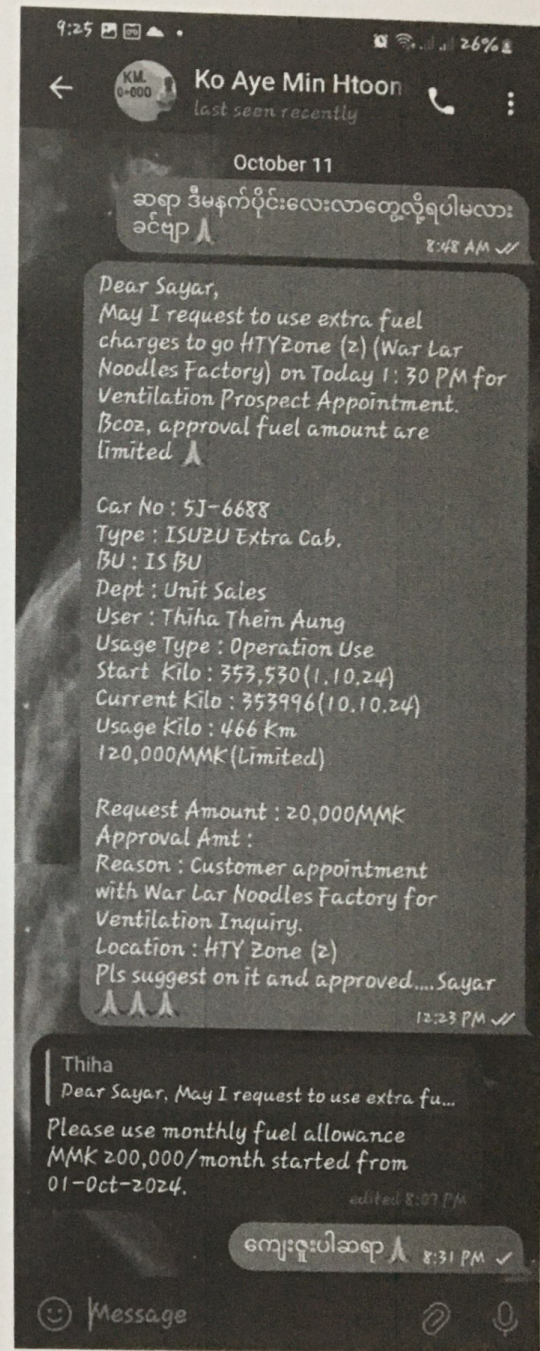 9:25
26%
KM.
0+000
Ko Aye Min Htoon
last seen recently
October 11
ဆရာ ဒီမနက်ပိုင်းလေးလာတွေ့လို့ရပါမလား
ခင်ဗျာ 🙏
8:48 AM
Dear Sayar,
May I request to use extra fuel
charges to go HTYZone (2) (War Lar
Noodles Factory) on Today 1: 30 PM for
Ventilation Prospect Appointment.
Bcoz, approval fuel amount are
limited 🙏
Car No : 5J-6688
Type : ISUZU Extra Cab.
BU : IS BU
Dept : Unit Sales
User : Thiha Thein Aung
Usage Type : Operation Use
Start Kilo : 353,530(1.10.24)
Current Kilo : 353996(10.10.24)
Usage Kilo : 466 Km
120,000MMK(Limited)
Request Amount : 20,000MMK
Approval Amt :
Reason : Customer appointment
with War Lar Noodles Factory for
Ventilation Inquiry.
Location : HTY Zone (2)
Pls suggest on it and approved....Sayar
🙏🙏🙏
12:23 PM
Thiha
Dear Sayar, May I request to use extra fu...
Please use monthly fuel allowance
MMK 200,000/month started from
01-Oct-2024.
edited 8:07 PM
ကျေးဇူးပါဆရာ🙏 8:31 PM
Message